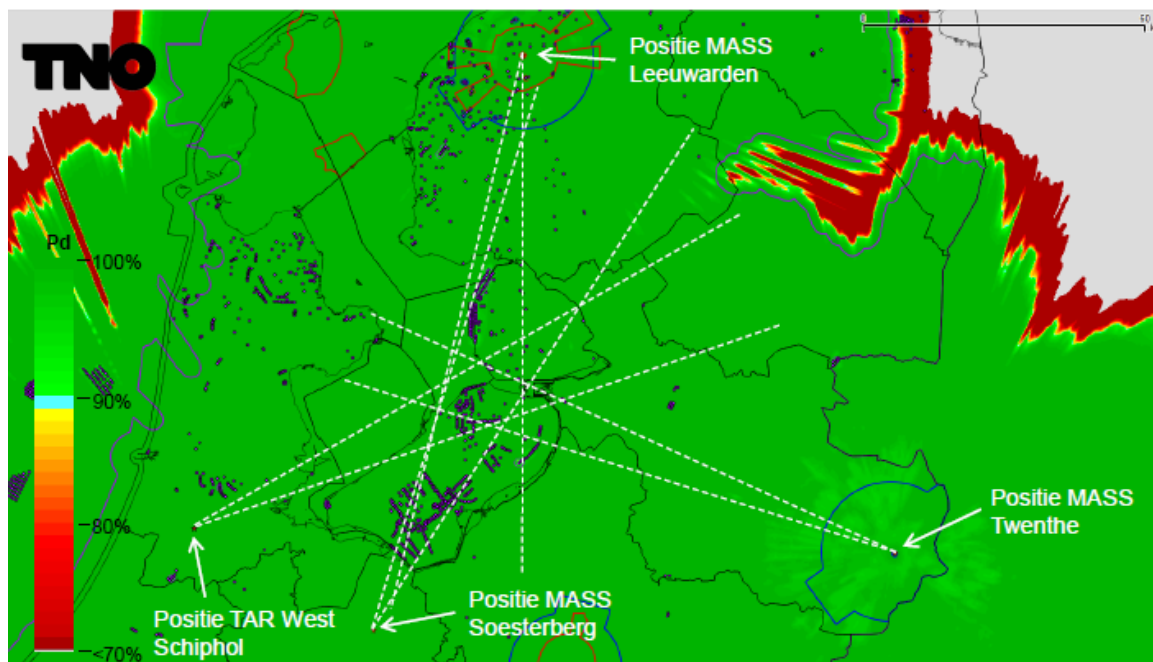 TNO
0
50
Positie MASS
Leeuwarden
Pd
100%
90%
80%
<70%
Positie MASS
Twenthe
Positie TAR West
Schiphol
Positie MASS
Soesterberg